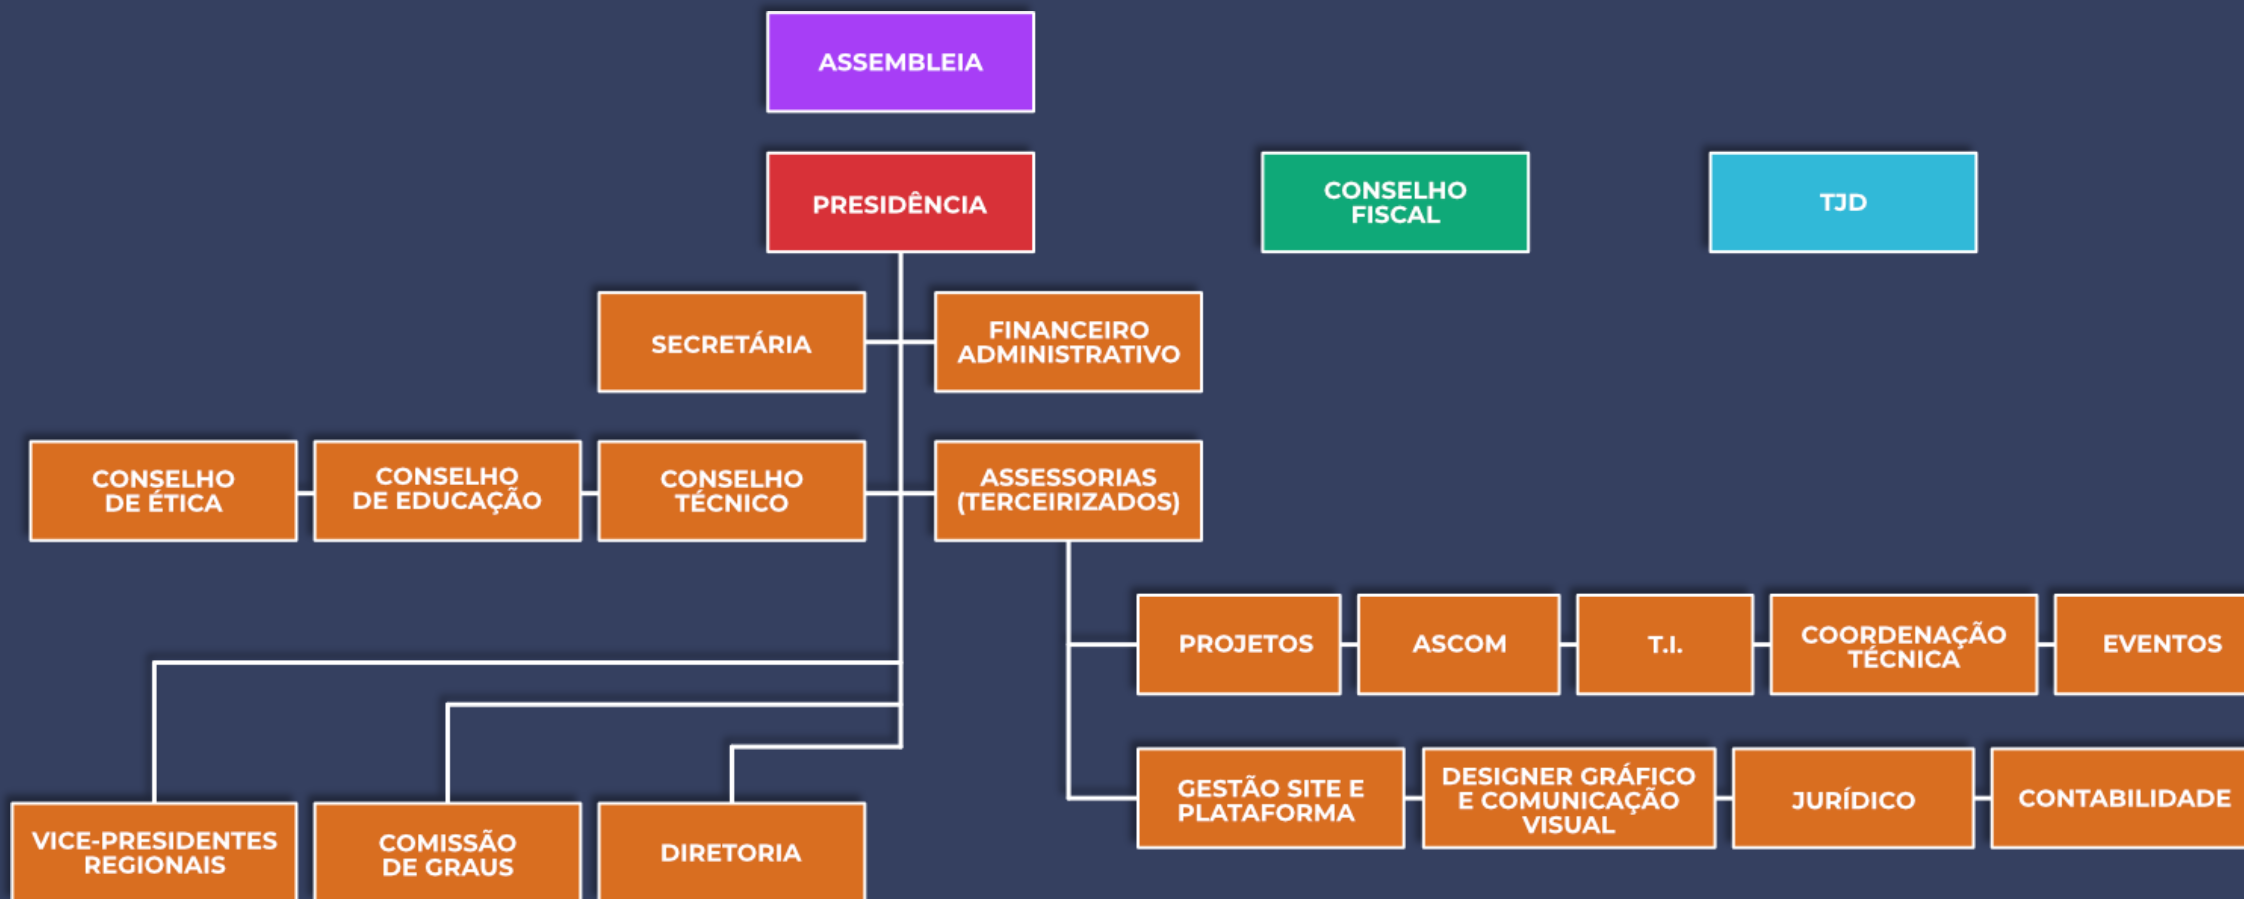 ASSEMBLEIA
PRESIDÊNCIA
CONSELHO
FISCAL
TJD
SECRETÁRIA
FINANCEIRO
ADMINISTRATIVO
CONSELHO
DE ÉTICA
CONSELHO
DE EDUCAÇÃO
CONSELHO
TÉCNICO
ASSESSORIAS
(TERCEIRIZADOS)
PROJETOS
ASCOM
T.I.
COORDENAÇÃO
TÉCNICA
EVENTOS
GESTÃO SITE E
PLATAFORMA
DESIGNER GRÁFICO
E COMUNICAÇÃO
VISUAL
JURÍDICO
CONTABILIDADE
VICE-PRESIDENTES
REGIONAIS
COMISSÃO
DE GRAUS
DIRETORIA